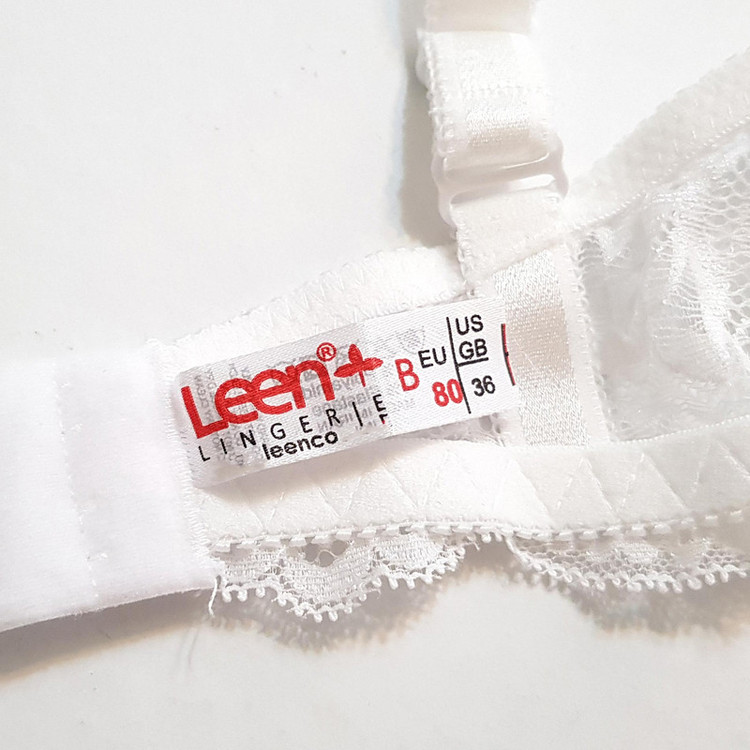 Leen®+
LINGERIE
leenco
B EU 80
US GB 36